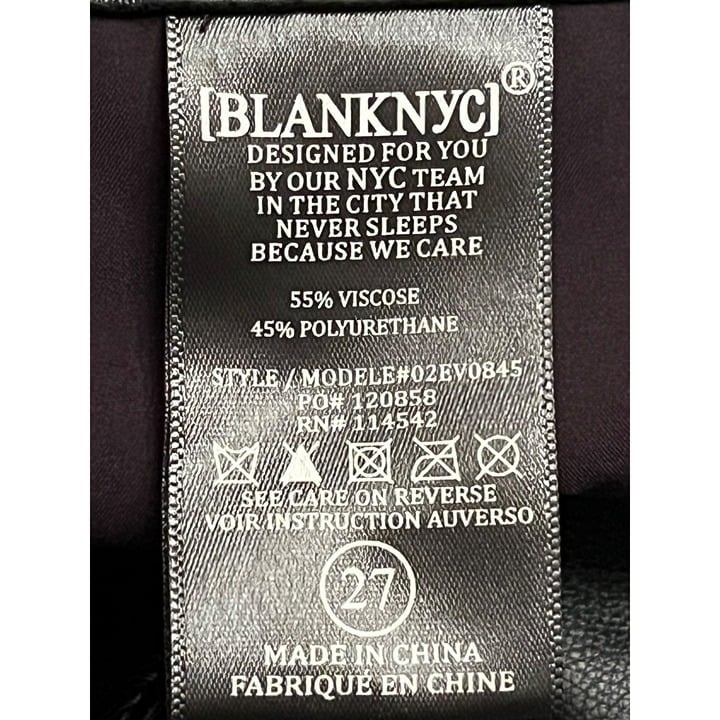 [BLANKNYC]®
DESIGNED FOR YOU
BY OUR NYC TEAM
IN THE CITY THAT
NEVER SLEEPS
BECAUSE WE CARE
55% VISCOSE
45% POLYURETHANE
STYLE / MODELE#02EV0845
PO# 120858
RN# 114542
SEE CARE ON REVERSE
VOIR INSTRUCTION AUVERSO
27
MADE IN CHINA
FABRIQUE EN CHINE